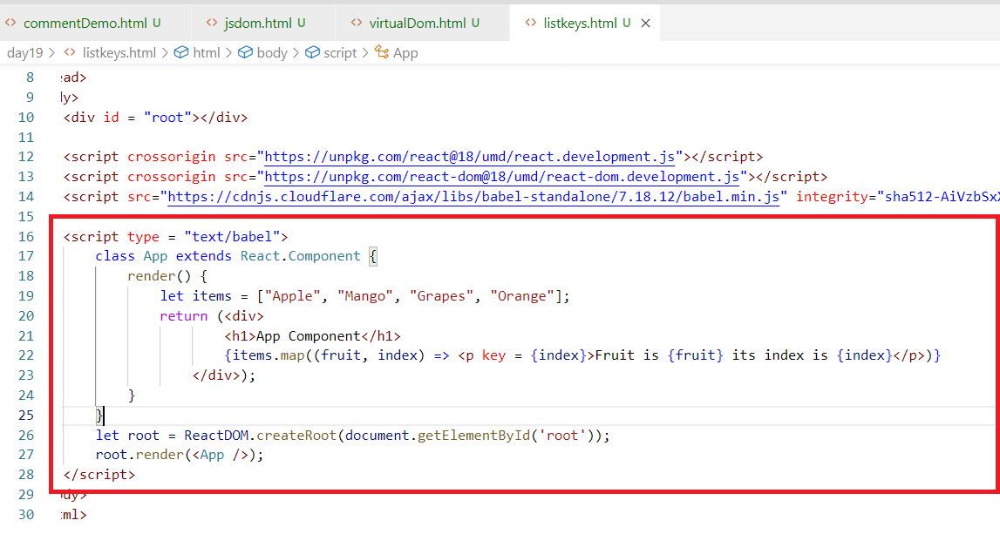 commentDemo.html U jsdom.html U virtualDom.html U listkeys.html U
day19 > listkeys.html > html > body > script > App
8 ead>
9 dy>
10 <div id = "root"></div>
11
12 <script crossorigin src="https://unpkg.com/react@18/umd/react.development.js"></script>
13 <script crossorigin src="https://unpkg.com/react-dom@18/umd/react-dom.development.js"></script>
14 <script src="https://cdnjs.cloudflare.com/ajax/libs/babel-standalone/7.18.12/babel.min.js" integrity="sha512-AiVzbSx
15
16 <script type = "text/babel">
17 class App extends React.Component {
18 render() {
19 let items = ["Apple", "Mango", "Grapes", "Orange"];
20 return (<div>
21 <h1>App Component</h1>
22 {items.map((fruit, index) => <p key = {index}>Fruit is {fruit} its index is {index}</p>)}
23 </div>);
24 }
25 }
26 let root = ReactDOM.createRoot(document.getElementById('root'));
27 root.render(<App />);
28 </script>
29 dy>
30 ml>